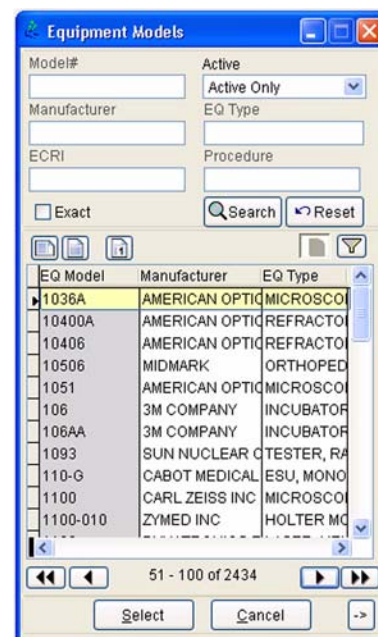 Equipment Models
Model# Active
Active Only
Manufacturer EQ Type
ECRI Procedure
Exact Search Reset
EQ Model Manufacturer EQ Type
1036A AMERICAN OPTIC MICROSCO
10400A AMERICAN OPTIC REFRACTO
10406 AMERICAN OPTIC REFRACTO
10506 MIDMARK ORTHOPED
1051 AMERICAN OPTIC MICROSCO
106 3M COMPANY INCUBATOR
106AA 3M COMPANY INCUBATOR
1093 SUN NUCLEAR C TESTER, RA
110-G CABOT MEDICAL ESU, MONO
1100 CARL ZEISS INC MICROSCO
1100-010 ZYMED INC HOLTER MO
51 - 100 of 2434
Select Cancel ->